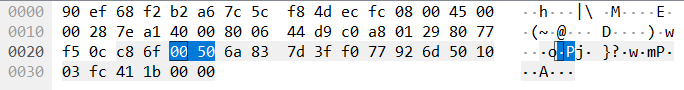 0000 90 ef 68 f2 b2 a6 7c 5c f8 4d ec fc 08 00 45 00 ··h···|\ ·M····E·
0010 00 28 7e a1 40 00 80 06 44 d9 c0 a8 01 29 80 77 ·(~·@··· D····)·w
0020 f5 0c c8 6f 00 50 6a 83 7d 3f f0 77 92 6d 50 10 ···o·Pj· }?·w·mP·
0030 03 fc 41 1b 00 00 ··A···